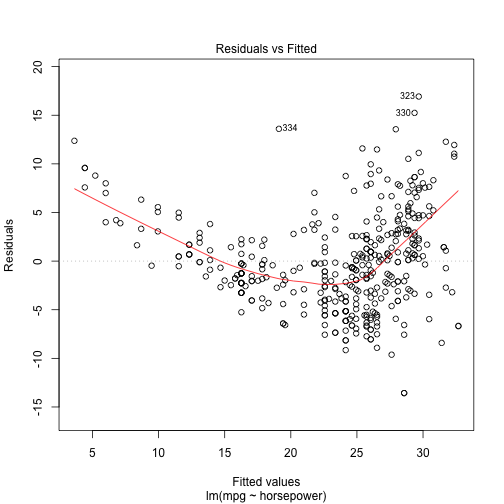 Residuals vs Fitted
20
15
10
5
0
-5
-10
-15
Residuals
323
330
334
5 10 15 20 25 30
Fitted values
lm(mpg ~ horsepower)